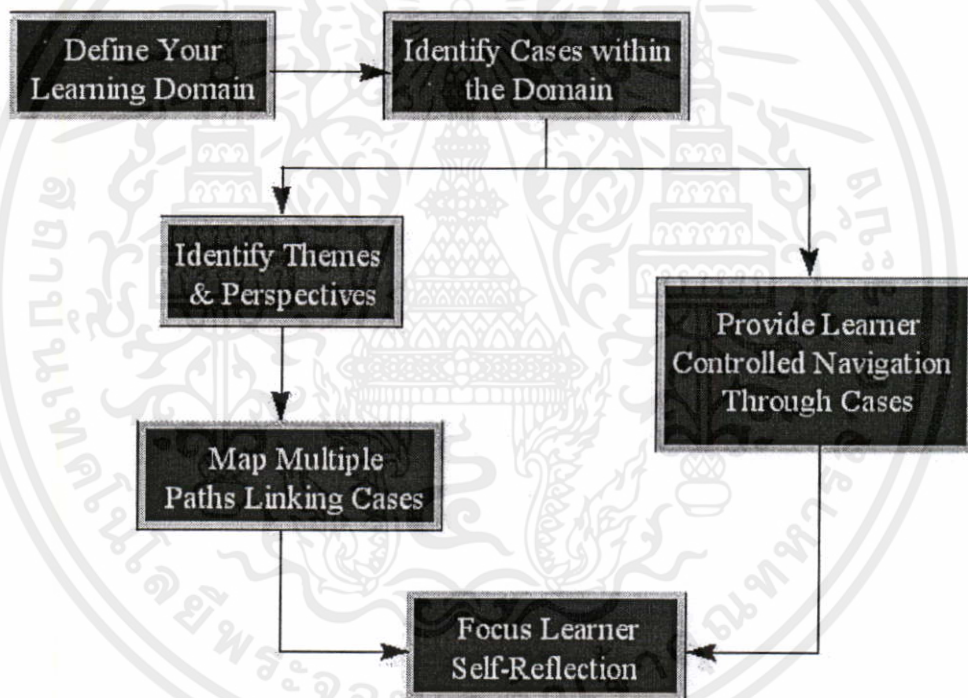 Define Your
Learning Domain
Identify Cases within
the Domain
Identify Themes
& Perspectives
Provide Learner
Controlled Navigation
Through Cases
Map Multiple
Paths Linking Cases
Focus Learner
Self-Reflection